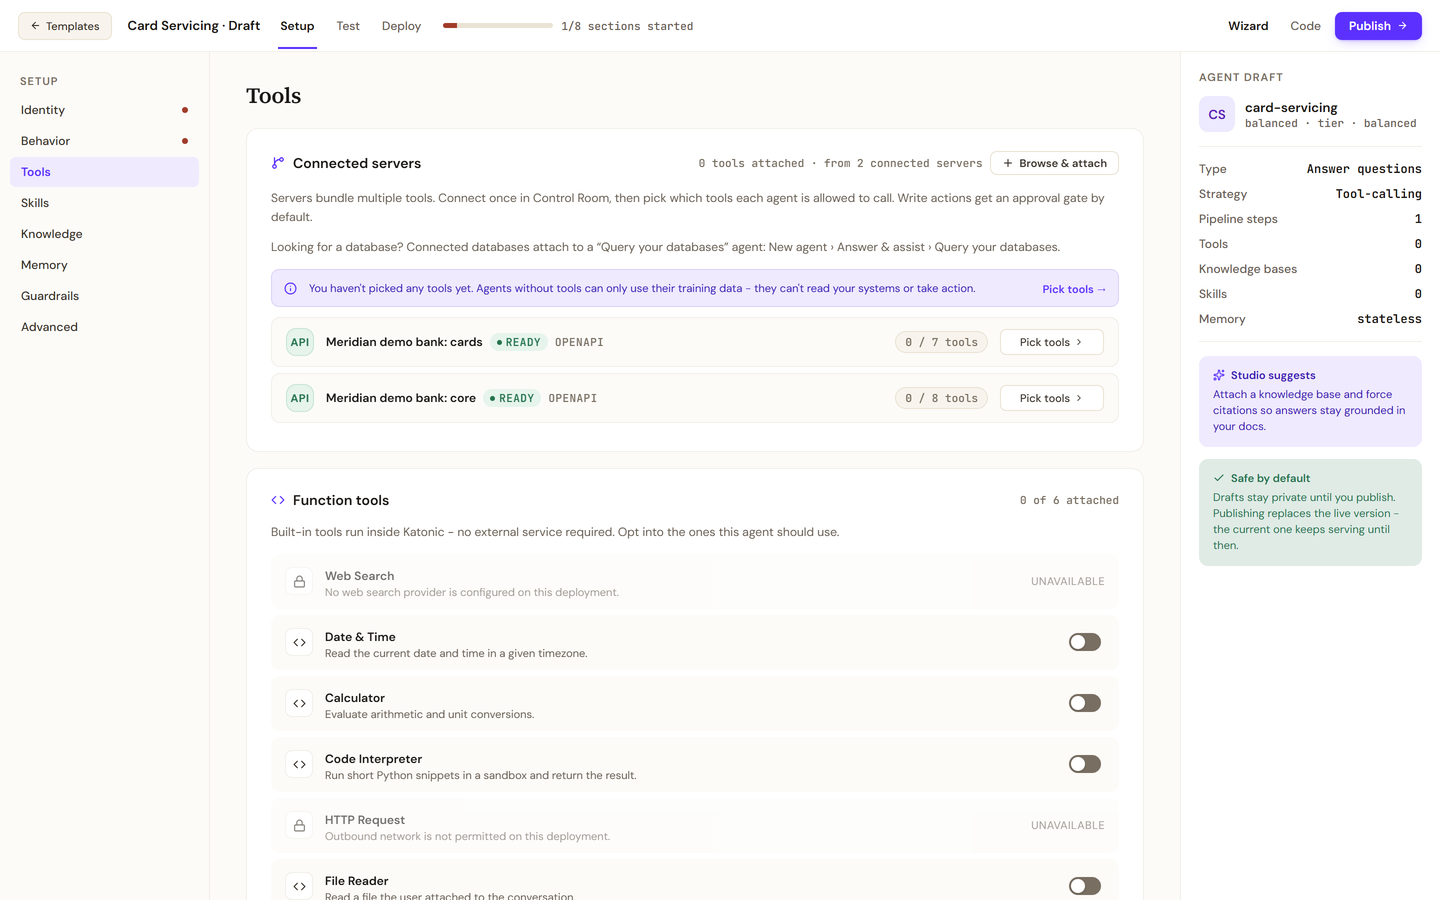 ← Templates
Card Servicing · Draft
Setup
Test
Deploy
1/8 sections started
Wizard
Code
Publish →
SETUP
Identity
Behavior
Tools
Skills
Knowledge
Memory
Guardrails
Advanced
Tools
Connected servers
0 tools attached · from 2 connected servers
+ Browse & attach
Servers bundle multiple tools. Connect once in Control Room, then pick which tools each agent is allowed to call. Write actions get an approval gate by
default.
Looking for a database? Connected databases attach to a “Query your databases” agent: New agent › Answer & assist › Query your databases.
You haven't picked any tools yet. Agents without tools can only use their training data – they can't read your systems or take action.
Pick tools →
API
Meridian demo bank: cards
READY
OPENAPI
0 / 7 tools
Pick tools ›
API
Meridian demo bank: core
READY
OPENAPI
0 / 8 tools
Pick tools ›
Function tools
0 of 6 attached
Built-in tools run inside Katonic – no external service required. Opt into the ones this agent should use.
Web Search
No web search provider is configured on this deployment.
UNAVAILABLE
Date & Time
Read the current date and time in a given timezone.
Calculator
Evaluate arithmetic and unit conversions.
Code Interpreter
Run short Python snippets in a sandbox and return the result.
HTTP Request
Outbound network is not permitted on this deployment.
UNAVAILABLE
File Reader
Read a file the user attached to the conversation.
AGENT DRAFT
CS
card-servicing
balanced · tier · balanced
Type
Answer questions
Strategy
Tool-calling
Pipeline steps
1
Tools
0
Knowledge bases
0
Skills
0
Memory
stateless
Studio suggests
Attach a knowledge base and force
citations so answers stay grounded in
your docs.
Safe by default
Drafts stay private until you publish.
Publishing replaces the live version –
the current one keeps serving until
then.